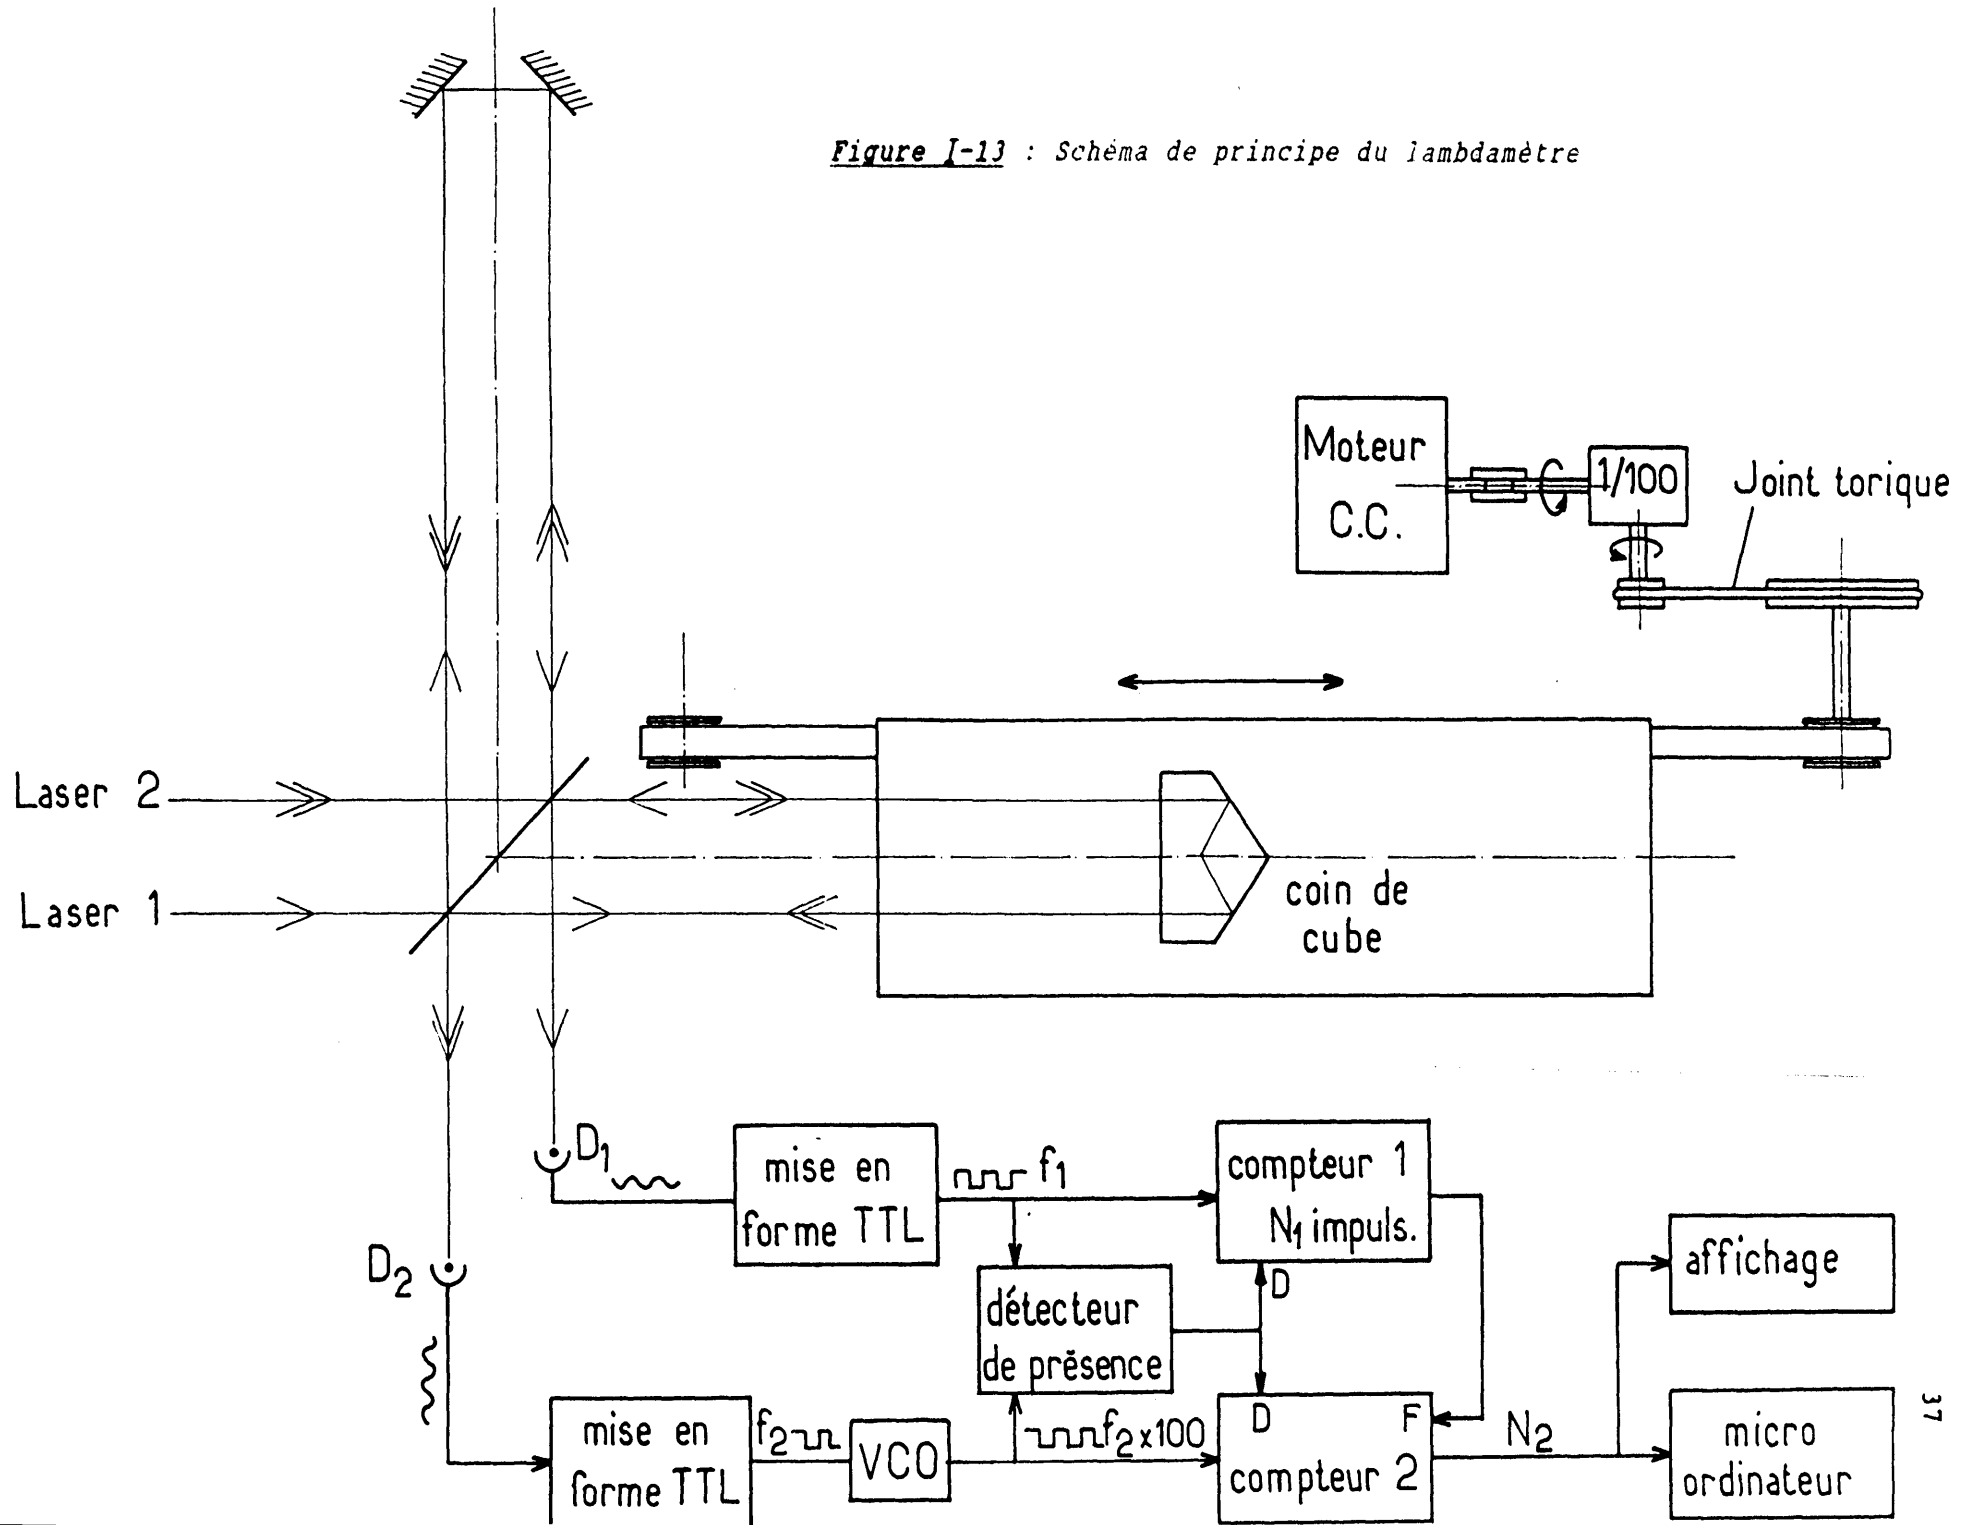 Figure I-13 : Schéma de principe du lambdamètre
Moteur
C.C.
1/100
Joint torique
Laser 2
Laser 1
coin de
cube
D1
mise en
forme TTL
f1
compteur 1
N1 impuls.
D2
détecteur
de présence
D
affichage
mise en
forme TTL
f2
VCO
f2x100
D
F
compteur 2
N2
micro
ordinateur
37